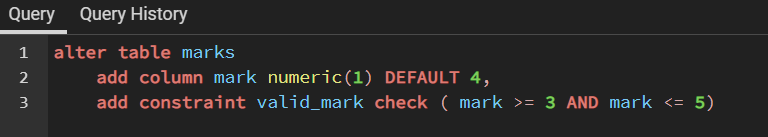 Query Query History
1 alter table marks
2 add column mark numeric(1) DEFAULT 4,
3 add constraint valid_mark check ( mark >= 3 AND mark <= 5)